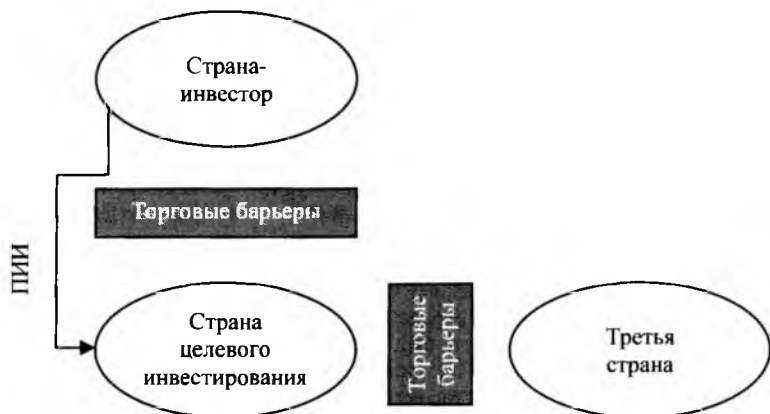 Страна-
инвестор
Торговые барьеры
ПИИ
Страна
целевого
инвестирования
Торговые
барьеры
Третья
страна